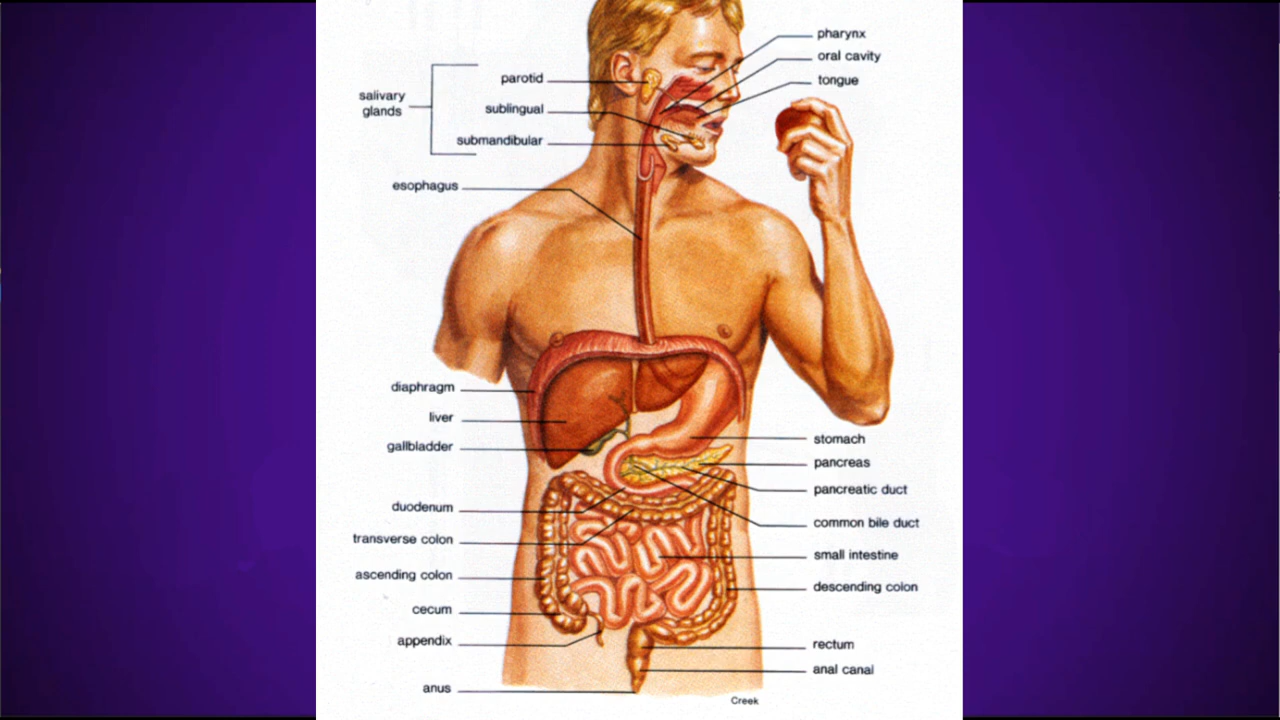 salivary
glands
parotid
sublingual
submandibular
esophagus
diaphragm
liver
gallbladder
duodenum
transverse colon
ascending colon
cecum
appendix
anus
pharynx
oral cavity
tongue
stomach
pancreas
pancreatic duct
common bile duct
small intestine
descending colon
rectum
anal canal
Creek